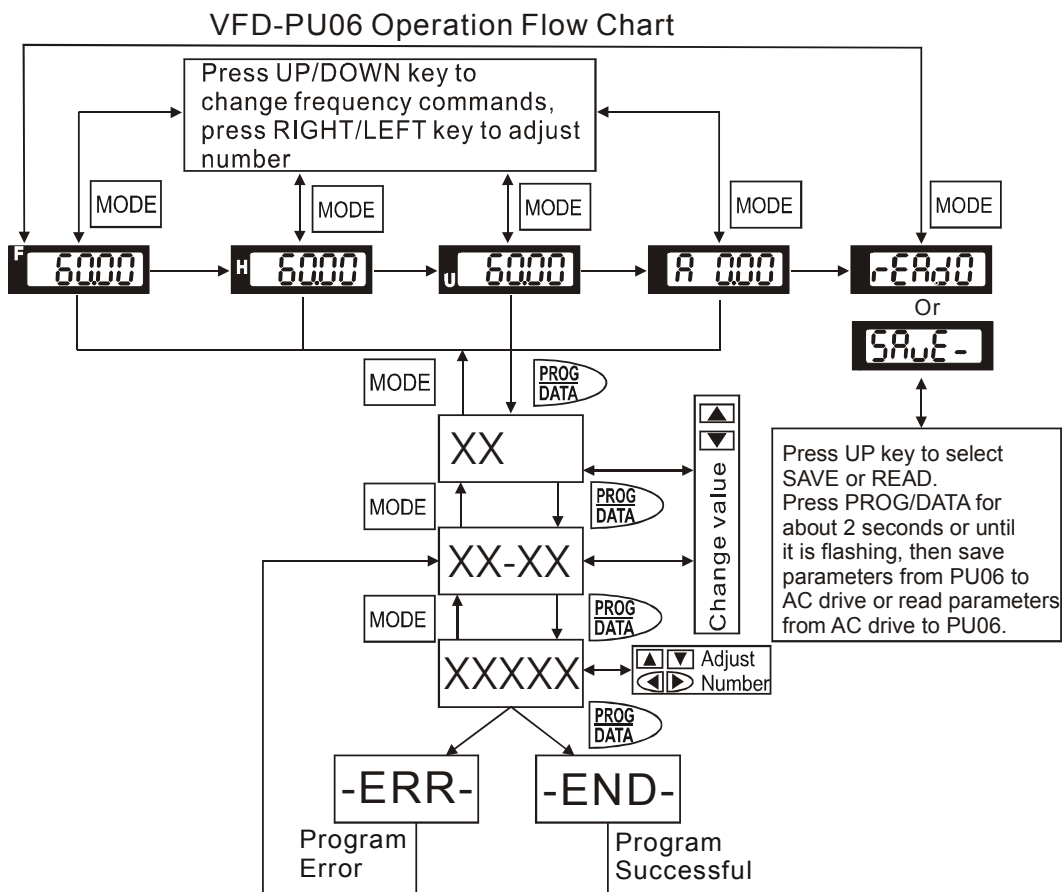 VFD-PU06 Operation Flow Chart
Press UP/DOWN key to
change frequency commands,
press RIGHT/LEFT key to adjust
number
MODE
MODE
MODE
MODE
MODE
F 60.00
H 60.00
U 60.00
A 0.00
rEAd0
Or
SAvE-
MODE
PROG
DATA
XX
MODE
PROG
DATA
XX-XX
MODE
PROG
DATA
XXXXX
Change value
Press UP key to select
SAVE or READ.
Press PROG/DATA for
about 2 seconds or until
it is flashing, then save
parameters from PU06 to
AC drive or read parameters
from AC drive to PU06.
Adjust
Number
PROG
DATA
-ERR-
-END-
Program
Error
Program
Successful